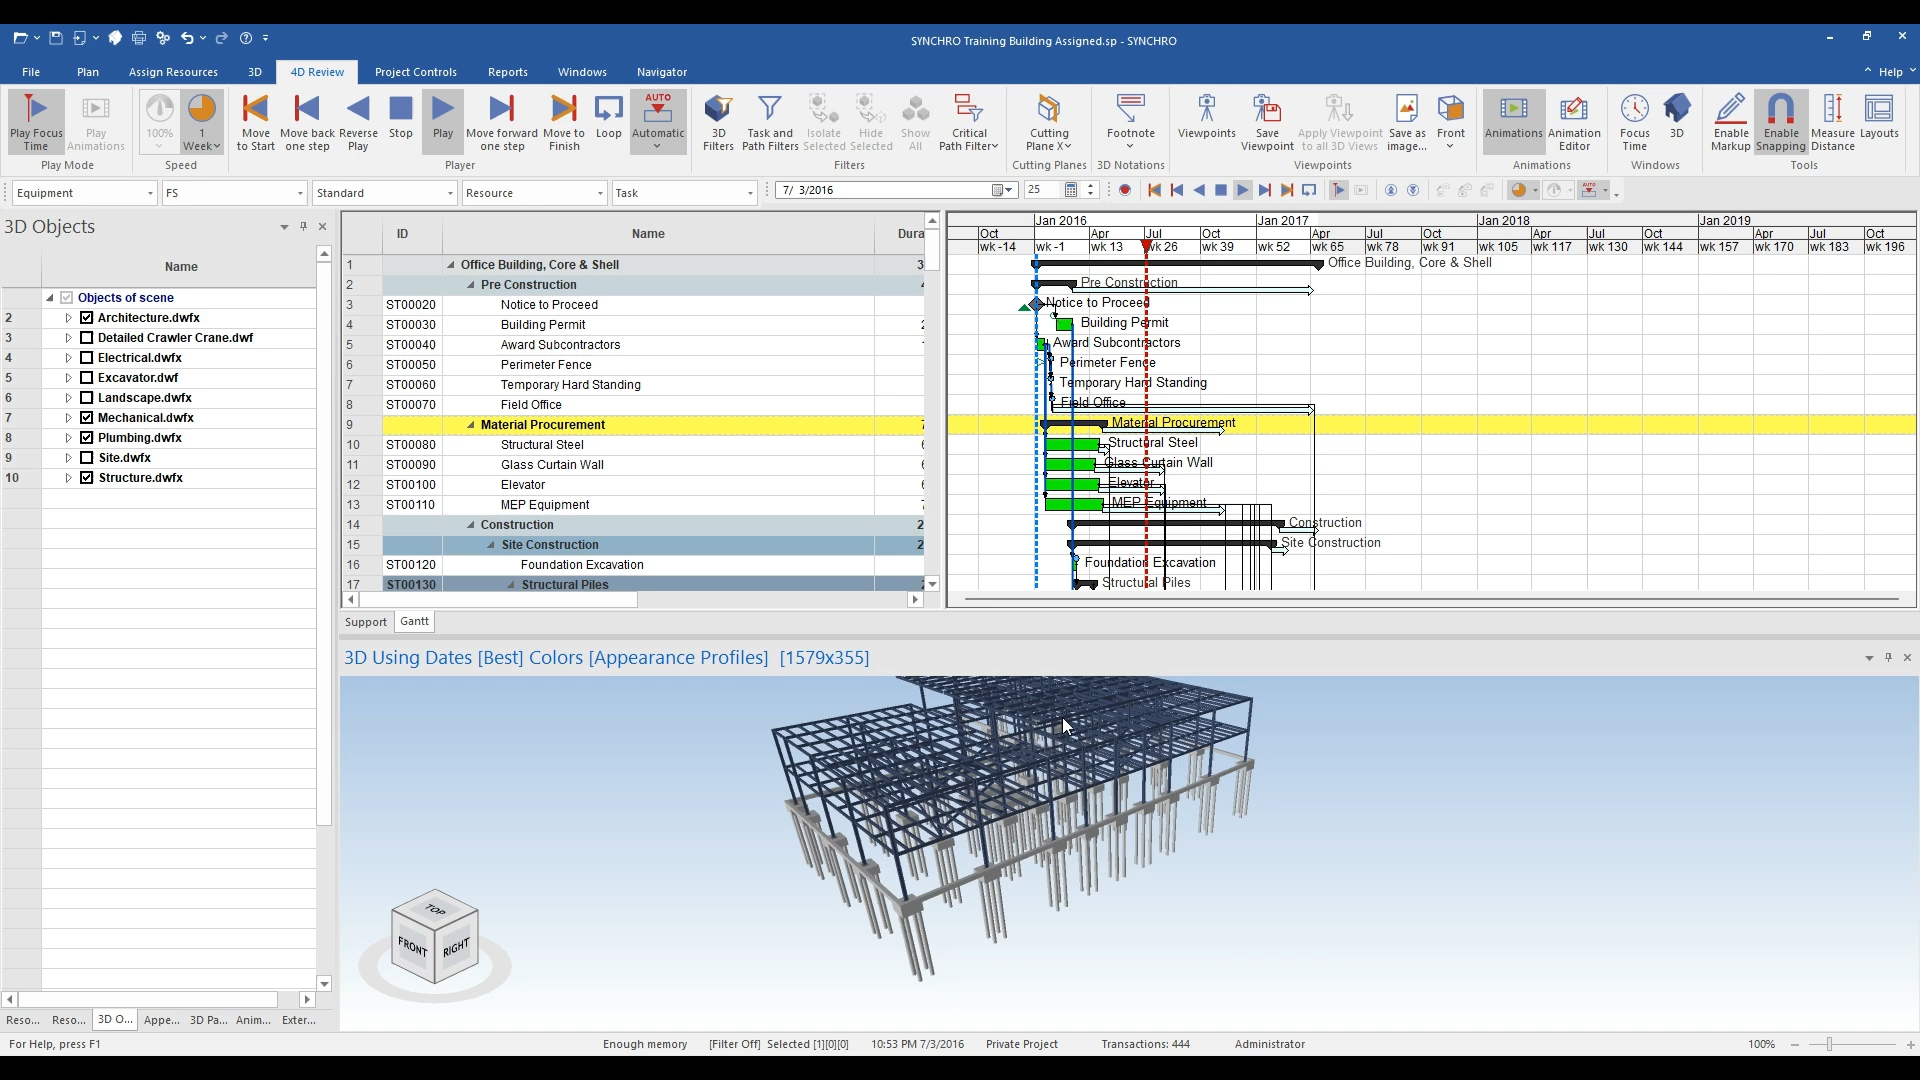 SYNCHRO Training Building Assigned.sp - SYNCHRO
File Plan Assign Resources 3D 4D Review Project Controls Reports Windows Navigator Help
Play Focus Time
Play Animations
Play Mode
100%
1 Week
Speed
Move to Start
Move back one step
Reverse Play
Stop
Play
Move forward one step
Move to Finish
Loop
AUTO
Automatic
Player
3D Filters
Task and Path Filters
Isolate Selected
Hide Selected
Show All
Critical Path Filter
Filters
Cutting Plane X
Cutting Planes
Footnote
3D Notations
Viewpoints
Save Viewpoint
Apply Viewpoint to all 3D Views
Save as image...
Front
Viewpoints
Animations
Animation Editor
Animations
Focus Time
3D
Windows
Enable Markup
Enable Snapping
Measure Distance
Layouts
Tools
Equipment FS Standard Resource Task 7/ 3/2016 25
3D Objects
Name
Objects of scene
2 Architecture.dwfx
3 Detailed Crawler Crane.dwf
4 Electrical.dwfx
5 Excavator.dwf
6 Landscape.dwfx
7 Mechanical.dwfx
8 Plumbing.dwfx
9 Site.dwfx
10 Structure.dwfx
Reso... Reso... 3D O... Appe... 3D Pa... Anim... Exter...
ID Name Dura
1 Office Building, Core & Shell 3
2 Pre Construction
3 ST00020 Notice to Proceed
4 ST00030 Building Permit 2
5 ST00040 Award Subcontractors
6 ST00050 Perimeter Fence
7 ST00060 Temporary Hard Standing
8 ST00070 Field Office
9 Material Procurement
10 ST00080 Structural Steel 6
11 ST00090 Glass Curtain Wall 6
12 ST00100 Elevator 6
13 ST00110 MEP Equipment
14 Construction 2
15 Site Construction 2
16 ST00120 Foundation Excavation
17 ST00130 Structural Piles
Jan 2016 Jan 2017 Jan 2018 Jan 2019
Oct Apr Jul Oct Apr Jul Oct Apr Jul Oct Apr Jul Oct
wk -14 wk -1 wk 13 wk 26 wk 39 wk 52 wk 65 wk 78 wk 91 wk 105 wk 117 wk 130 wk 144 wk 157 wk 170 wk 183 wk 196
Office Building, Core & Shell
Pre Construction
Notice to Proceed
Building Permit
Award Subcontractors
Perimeter Fence
Temporary Hard Standing
Field Office
Material Procurement
Structural Steel
Glass Curtain Wall
Elevator
MEP Equipment
Construction
Site Construction
Foundation Excavation
Structural Piles
Support Gantt
3D Using Dates [Best] Colors [Appearance Profiles] [1579x355]
TOP
FRONT RIGHT
For Help, press F1 Enough memory [Filter Off] Selected [1][0][0] 10:53 PM 7/3/2016 Private Project Transactions: 444 Administrator 100%